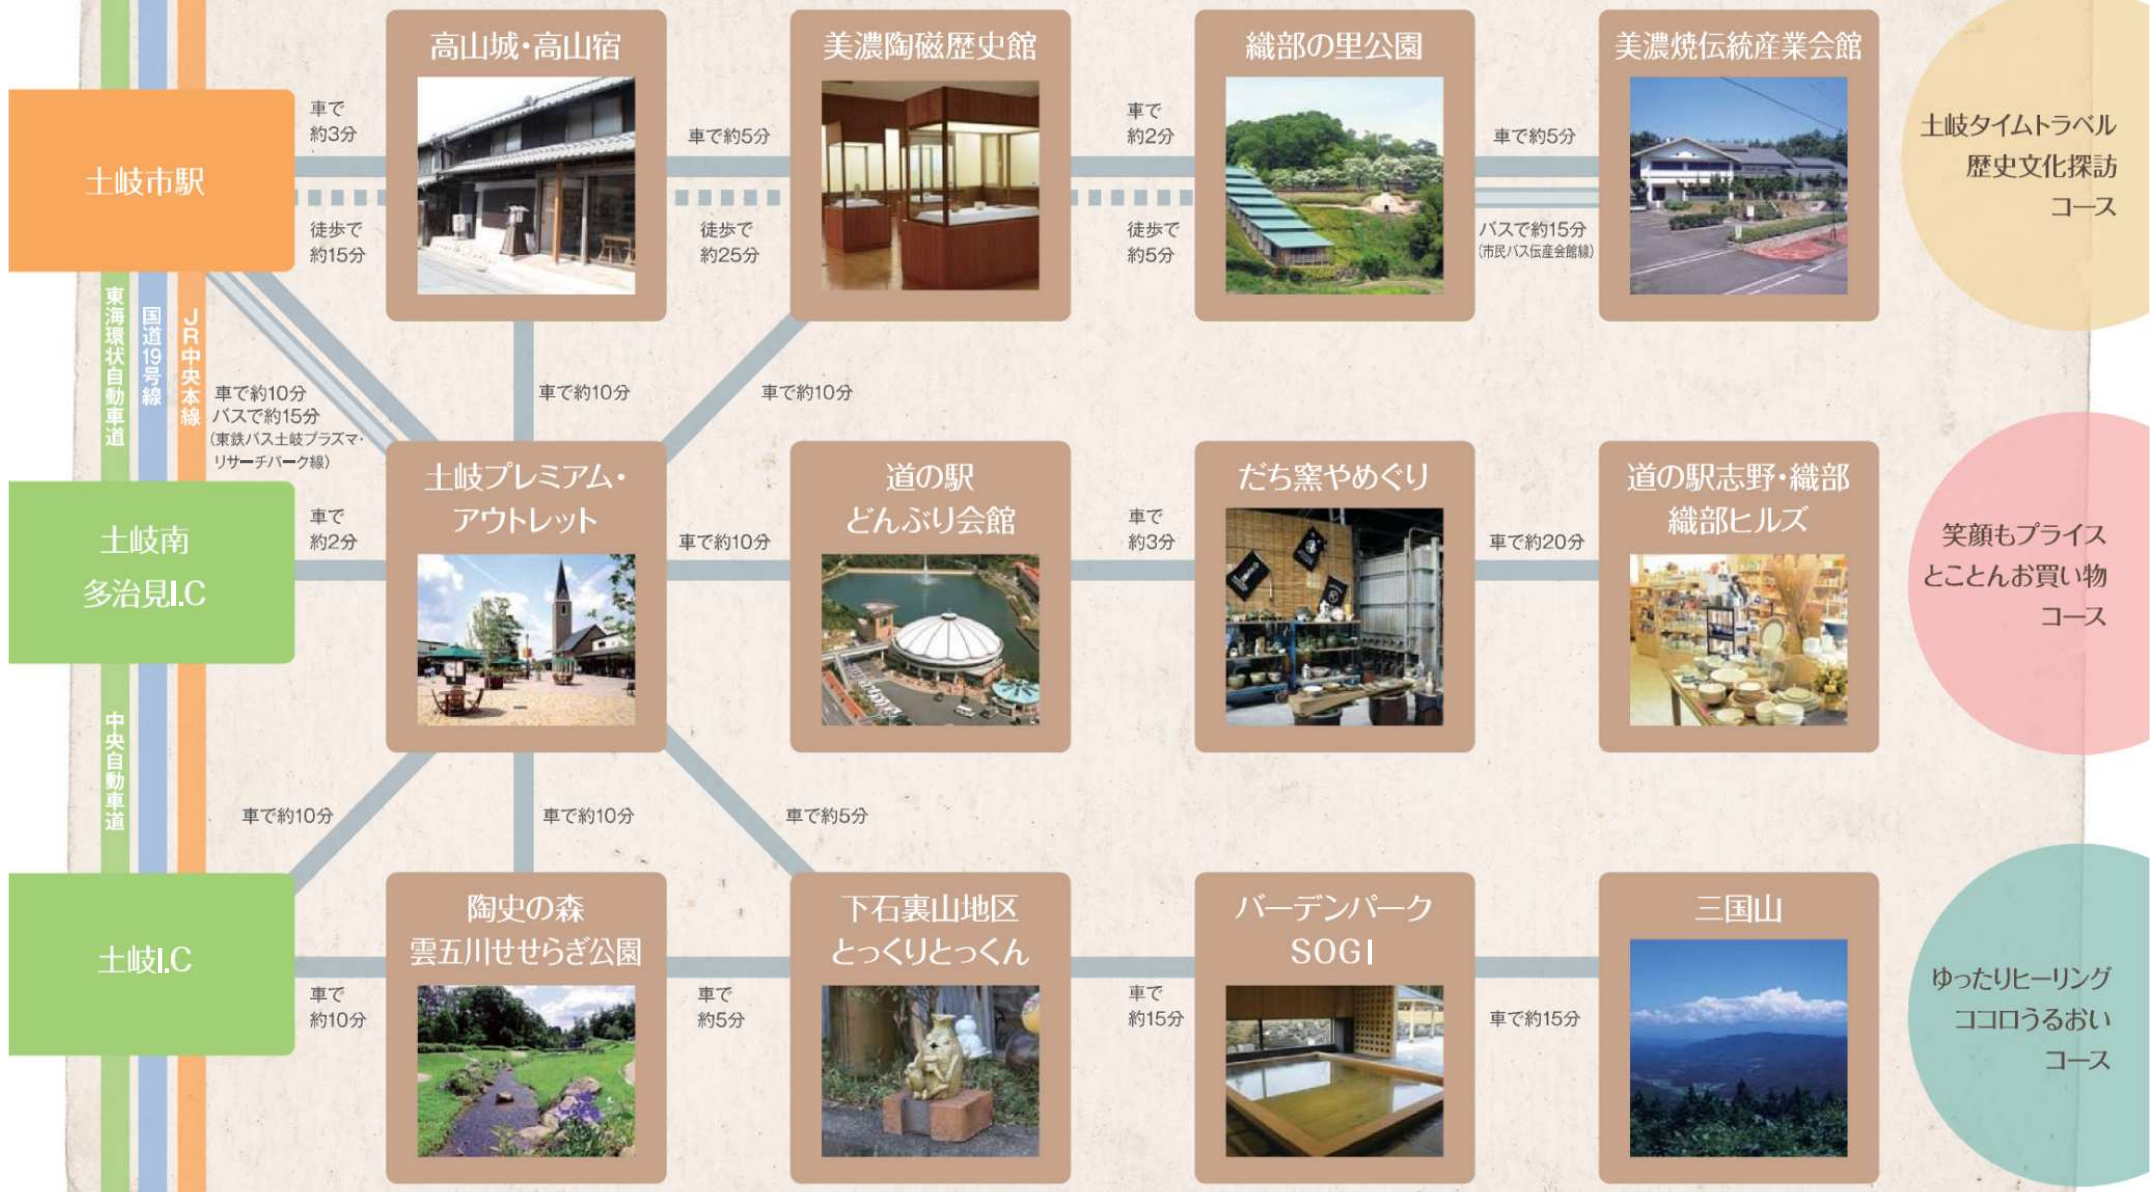 高山城・高山宿
美濃陶磁歴史館
織部の里公園
美濃焼伝統産業会館
土岐市駅
車で
約3分
徒歩で
約15分
車で約5分
徒歩で
約25分
車で
約2分
徒歩で
約5分
車で約5分
バスで約15分
(市民バス伝産会館線)
土岐タイムトラベル
歴史文化探訪
コース
東海環状自動車道
国道19号線
JR中央本線
車で約10分
バスで約15分
(東鉄バス土岐プラズマ・
リサーチパーク線)
車で約10分
車で約10分
土岐南
多治見I.C
車で
約2分
土岐プレミアム・
アウトレット
車で約10分
道の駅
どんぶり会館
車で
約3分
だち窯やめぐり
車で約20分
道の駅志野・織部
織部ヒルズ
笑顔もプライス
とことんお買い物
コース
中央自動車道
車で約10分
車で約10分
車で約5分
土岐I.C
車で
約10分
陶史の森
雲五川せせらぎ公園
車で
約5分
下石裏山地区
とっくりとっくん
車で
約15分
バーデンパーク
SOGI
車で約15分
三国山
ゆったりヒーリング
ココロうるおい
コース